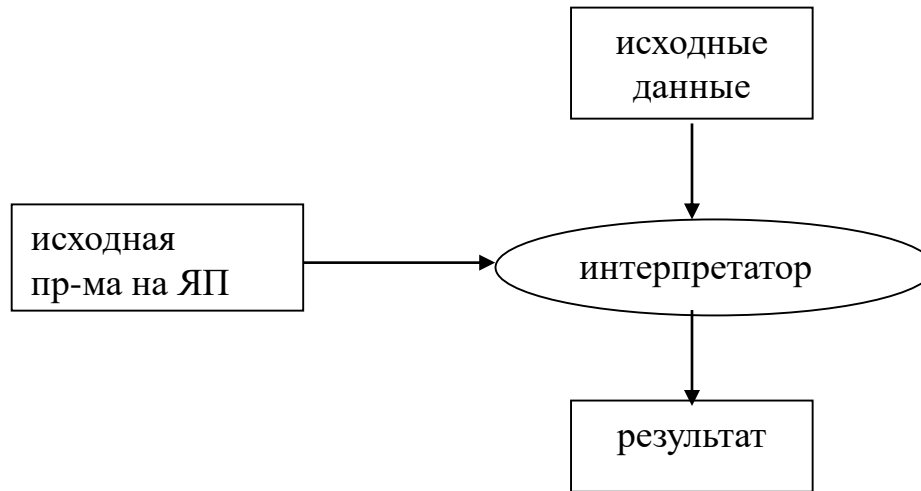 исходные
данные
исходная
пр-ма на ЯП
интерпретатор
результат